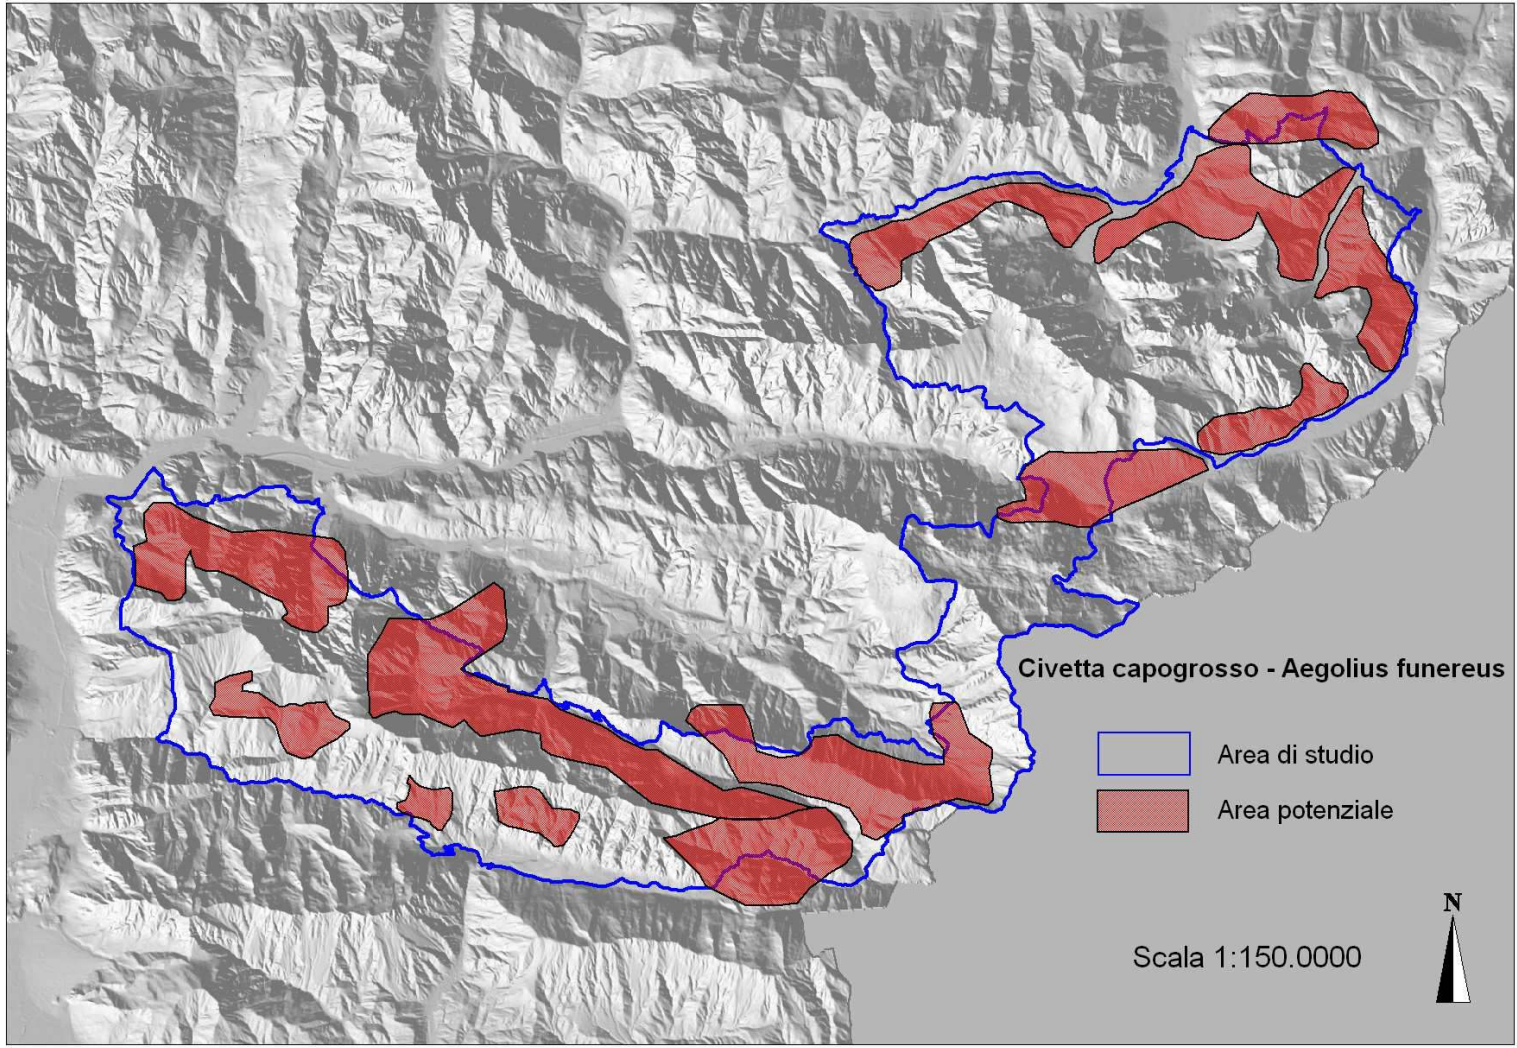 Civetta capogrosso - Aegolius funereus
Area di studio
Area potenziale
N
Scala 1:150.0000